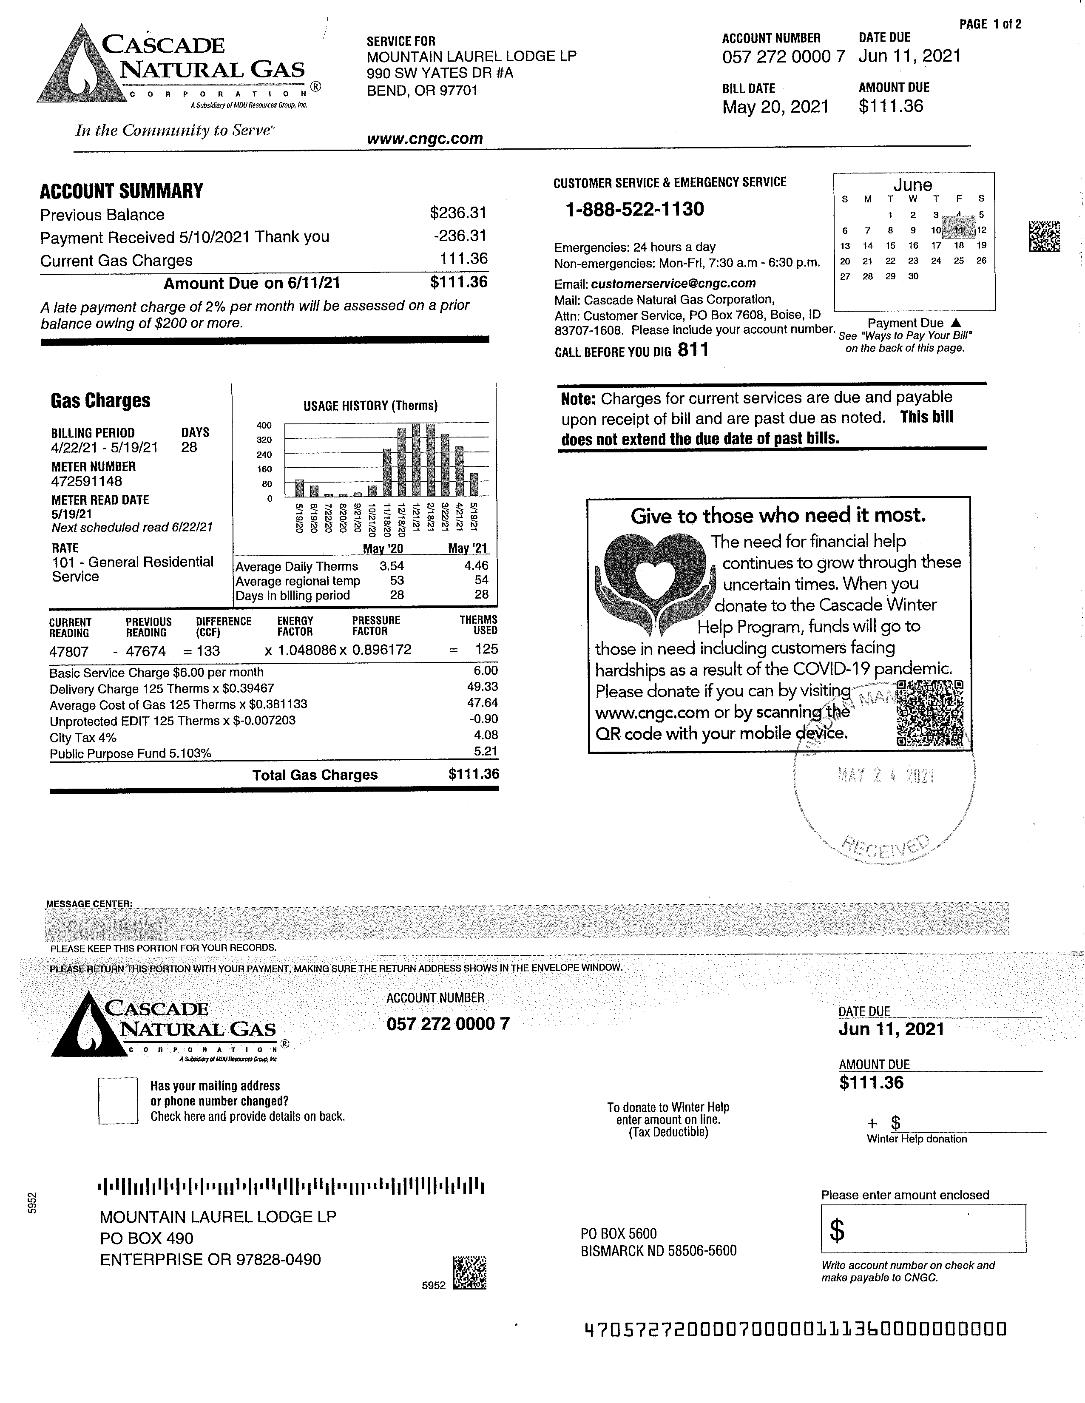 PAGE 1 of 2
CASCADE
NATURAL GAS
CORPORATION®
A Subsidiary of MDU Resources Group, Inc.
In the Community to Serve®
SERVICE FOR
MOUNTAIN LAUREL LODGE LP
990 SW YATES DR #A
BEND, OR 97701
www.cngc.com
ACCOUNT NUMBER DATE DUE
057 272 0000 7 Jun 11, 2021
BILL DATE AMOUNT DUE
May 20, 2021 $111.36
ACCOUNT SUMMARY
Previous Balance $236.31
Payment Received 5/10/2021 Thank you -236.31
Current Gas Charges 111.36
Amount Due on 6/11/21 $111.36
A late payment charge of 2% per month will be assessed on a prior
balance owing of $200 or more.
CUSTOMER SERVICE & EMERGENCY SERVICE
1-888-522-1130
Emergencies: 24 hours a day
Non-emergencies: Mon-Fri, 7:30 a.m - 6:30 p.m.
Email: customerservice@cngc.com
Mail: Cascade Natural Gas Corporation,
Attn: Customer Service, PO Box 7608, Boise, ID
83707-1608. Please include your account number.
CALL BEFORE YOU DIG 811
June
S M T W T F S
1 2 3 4 5
6 7 8 9 10 11 12
13 14 15 16 17 18 19
20 21 22 23 24 25 26
27 28 29 30
Payment Due ▲
See "Ways to Pay Your Bill"
on the back of this page.
Gas Charges
BILLING PERIOD DAYS
4/22/21 - 5/19/21 28
METER NUMBER
472591148
METER READ DATE
5/19/21
Next scheduled read 6/22/21
RATE
101 - General Residential
Service
USAGE HISTORY (Therms)
400
320
240
160
80
0
5/19/20 6/19/20 7/22/20 8/20/20 9/21/20 10/21/20 11/18/20 12/18/20 1/21/21 2/18/21 3/22/21 4/21/21 5/19/21
May '20 May '21
Average Daily Therms 3.54 4.46
Average regional temp 53 54
Days in billing period 28 28
CURRENT PREVIOUS DIFFERENCE ENERGY PRESSURE THERMS
READING READING (CCF) FACTOR FACTOR USED
47807 - 47674 = 133 x 1.048086 x 0.896172 = 125
Basic Service Charge $6.00 per month 6.00
Delivery Charge 125 Therms x $0.39467 49.33
Average Cost of Gas 125 Therms x $0.381133 47.64
Unprotected EDIT 125 Therms x $-0.007203 -0.90
City Tax 4% 4.08
Public Purpose Fund 5.103% 5.21
Total Gas Charges $111.36
Note: Charges for current services are due and payable
upon receipt of bill and are past due as noted. This bill
does not extend the due date of past bills.
Give to those who need it most.
The need for financial help
continues to grow through these
uncertain times. When you
donate to the Cascade Winter
Help Program, funds will go to
those in need including customers facing
hardships as a result of the COVID-19 pandemic.
Please donate if you can by visiting
www.cngc.com or by scanning the
QR code with your mobile device.
MAY 24 2021
RECEIVED
MESSAGE CENTER:
PLEASE KEEP THIS PORTION FOR YOUR RECORDS.
PLEASE RETURN THIS PORTION WITH YOUR PAYMENT, MAKING SURE THE RETURN ADDRESS SHOWS IN THE ENVELOPE WINDOW.
CASCADE
NATURAL GAS
CORPORATION®
A Subsidiary of MDU Resources Group, Inc
ACCOUNT NUMBER
057 272 0000 7
DATE DUE
Jun 11, 2021
AMOUNT DUE
$111.36
Has your mailing address
or phone number changed?
Check here and provide details on back.
To donate to Winter Help
enter amount on line.
(Tax Deductible)
+ $
Winter Help donation
5952
MOUNTAIN LAUREL LODGE LP
PO BOX 490
ENTERPRISE OR 97828-0490
5952
PO BOX 5600
BISMARCK ND 58506-5600
Please enter amount enclosed
$
Write account number on check and
make payable to CNGC.
470572720000700000111360000000000